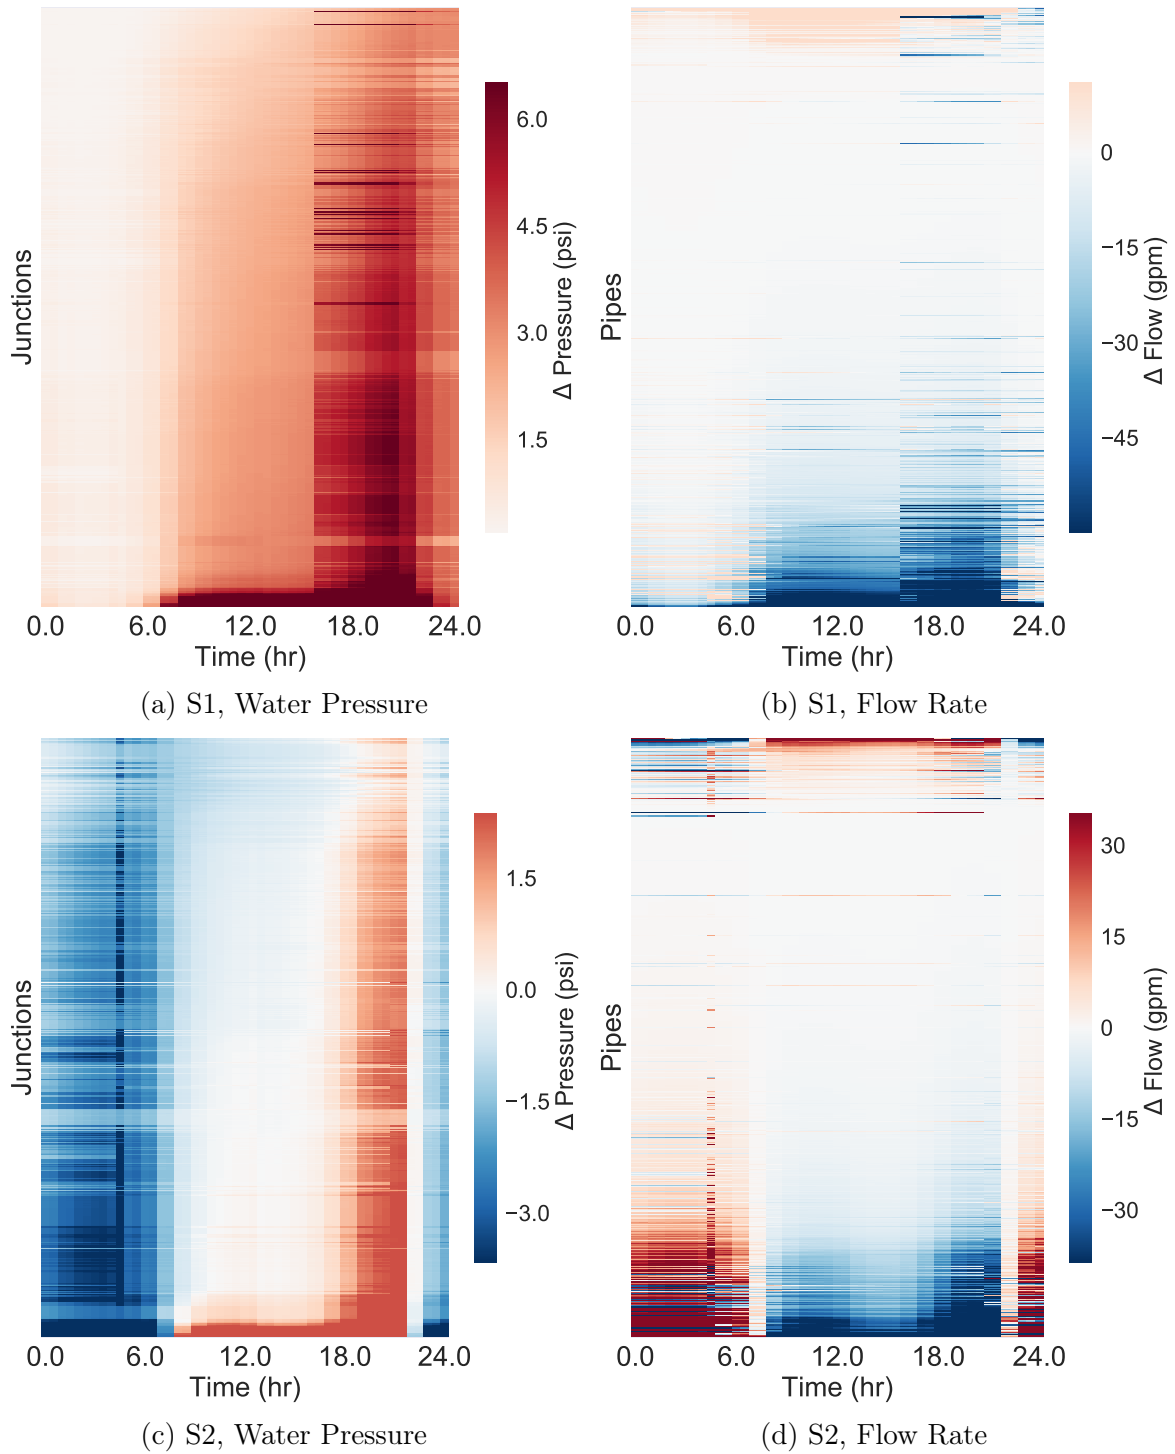 Junctions
6.0
4.5
3.0
1.5
Δ Pressure (psi)
0.0 6.0 12.0 18.0 24.0
Time (hr)
(a) S1, Water Pressure
Pipes
0
−15
−30
−45
Δ Flow (gpm)
0.0 6.0 12.0 18.0 24.0
Time (hr)
(b) S1, Flow Rate
Junctions
1.5
0.0
−1.5
−3.0
Δ Pressure (psi)
0.0 6.0 12.0 18.0 24.0
Time (hr)
(c) S2, Water Pressure
Pipes
30
15
0
−15
−30
Δ Flow (gpm)
0.0 6.0 12.0 18.0 24.0
Time (hr)
(d) S2, Flow Rate